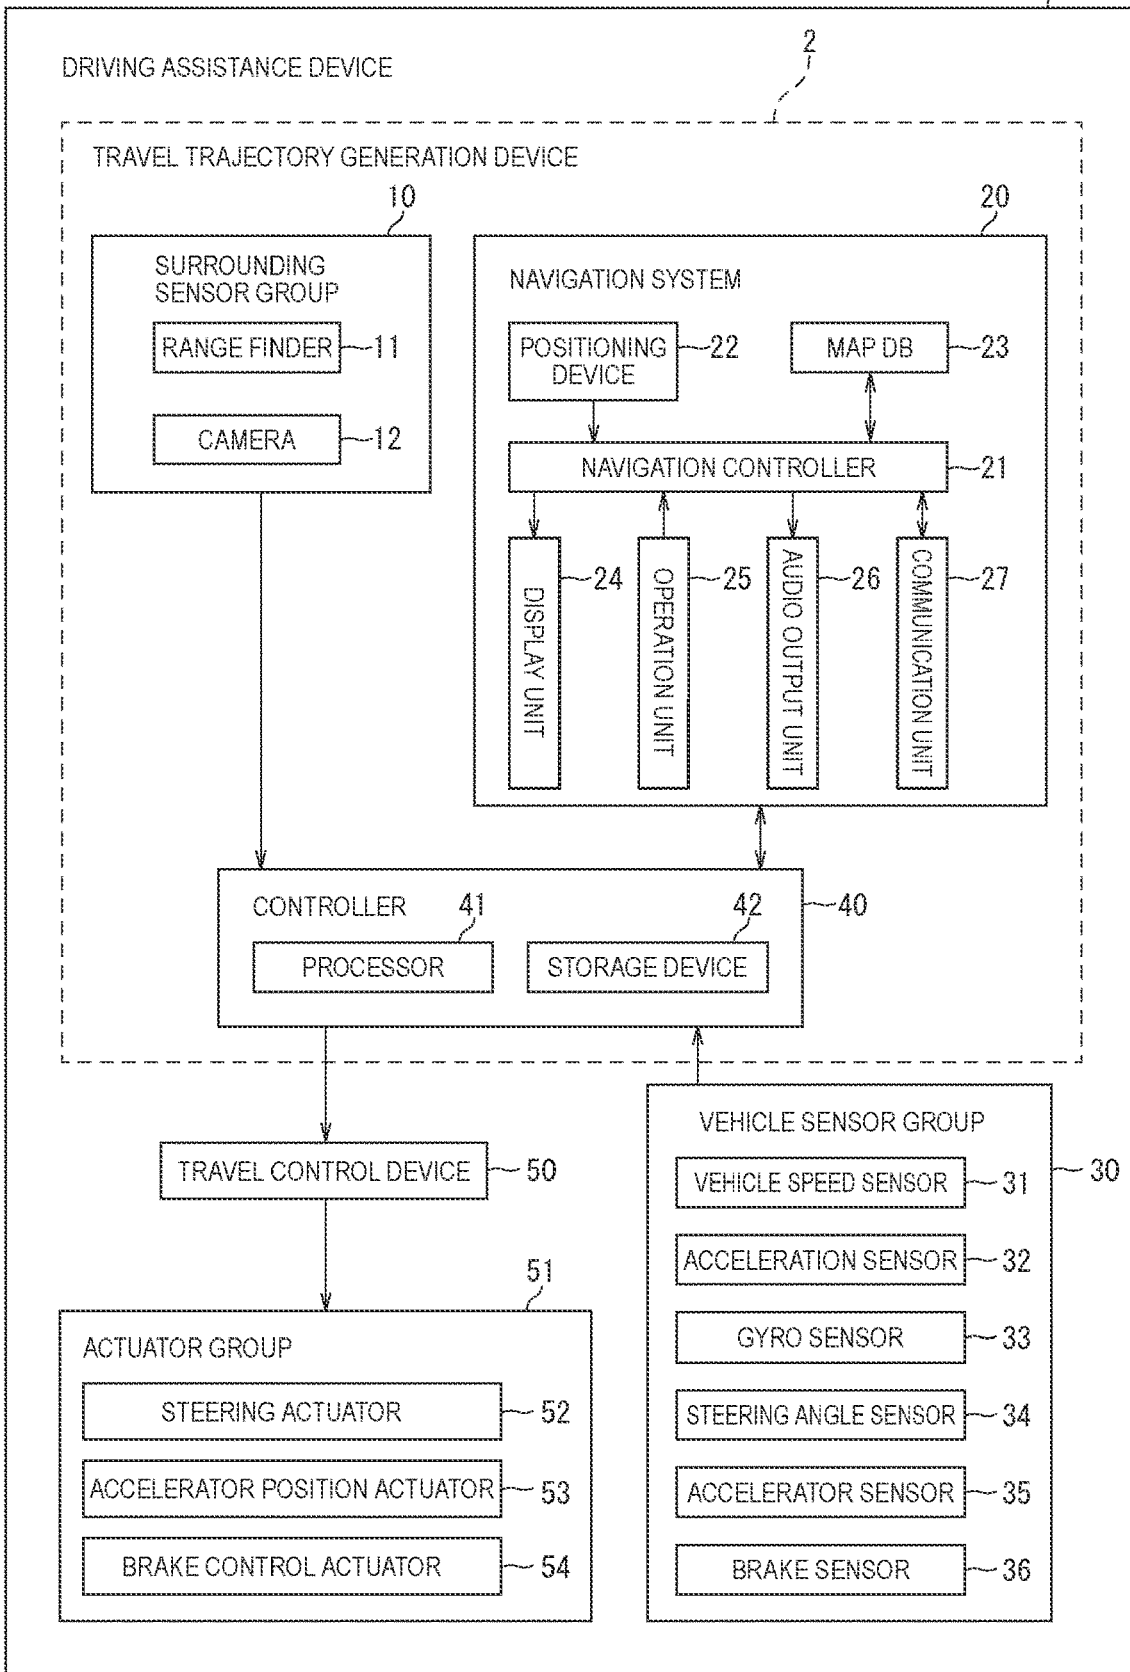 DRIVING ASSISTANCE DEVICE
2
TRAVEL TRAJECTORY GENERATION DEVICE
10
SURROUNDING
SENSOR GROUP
RANGE FINDER
11
CAMERA
12
20
NAVIGATION SYSTEM
POSITIONING
DEVICE
22
MAP DB
23
NAVIGATION CONTROLLER
21
DISPLAY UNIT
24
OPERATION UNIT
25
AUDIO OUTPUT UNIT
26
COMMUNICATION UNIT
27
CONTROLLER
40
41
PROCESSOR
42
STORAGE DEVICE
TRAVEL CONTROL DEVICE
50
51
ACTUATOR GROUP
STEERING ACTUATOR
52
ACCELERATOR POSITION ACTUATOR
53
BRAKE CONTROL ACTUATOR
54
VEHICLE SENSOR GROUP
30
VEHICLE SPEED SENSOR
31
ACCELERATION SENSOR
32
GYRO SENSOR
33
STEERING ANGLE SENSOR
34
ACCELERATOR SENSOR
35
BRAKE SENSOR
36